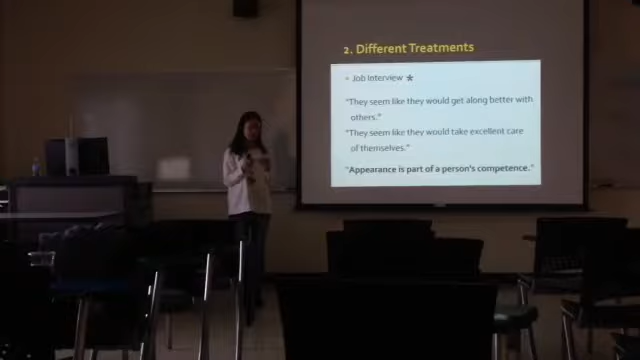 2. Different Treatments
Job Interview *
"They seem like they would get along better with
others."
"They seem like they would take excellent care
of themselves."
"Appearance is part of a person's competence."